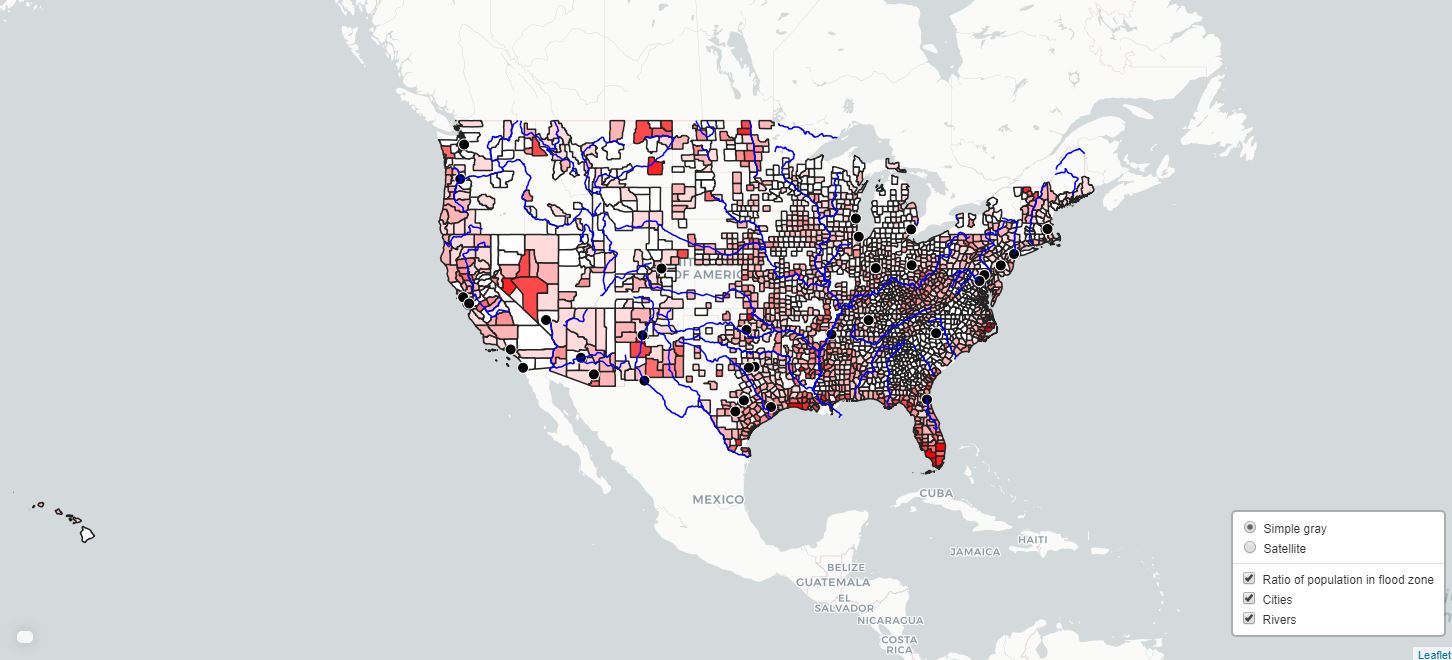 OF AMERIC
MEXICO
CUBA
HAITI
JAMAICA
BELIZE
GUATEMALA
EL
SALVADOR
NICARAGUA
COSTA
RICA
Simple gray
Satellite
Ratio of population in flood zone
Cities
Rivers
Leaflet